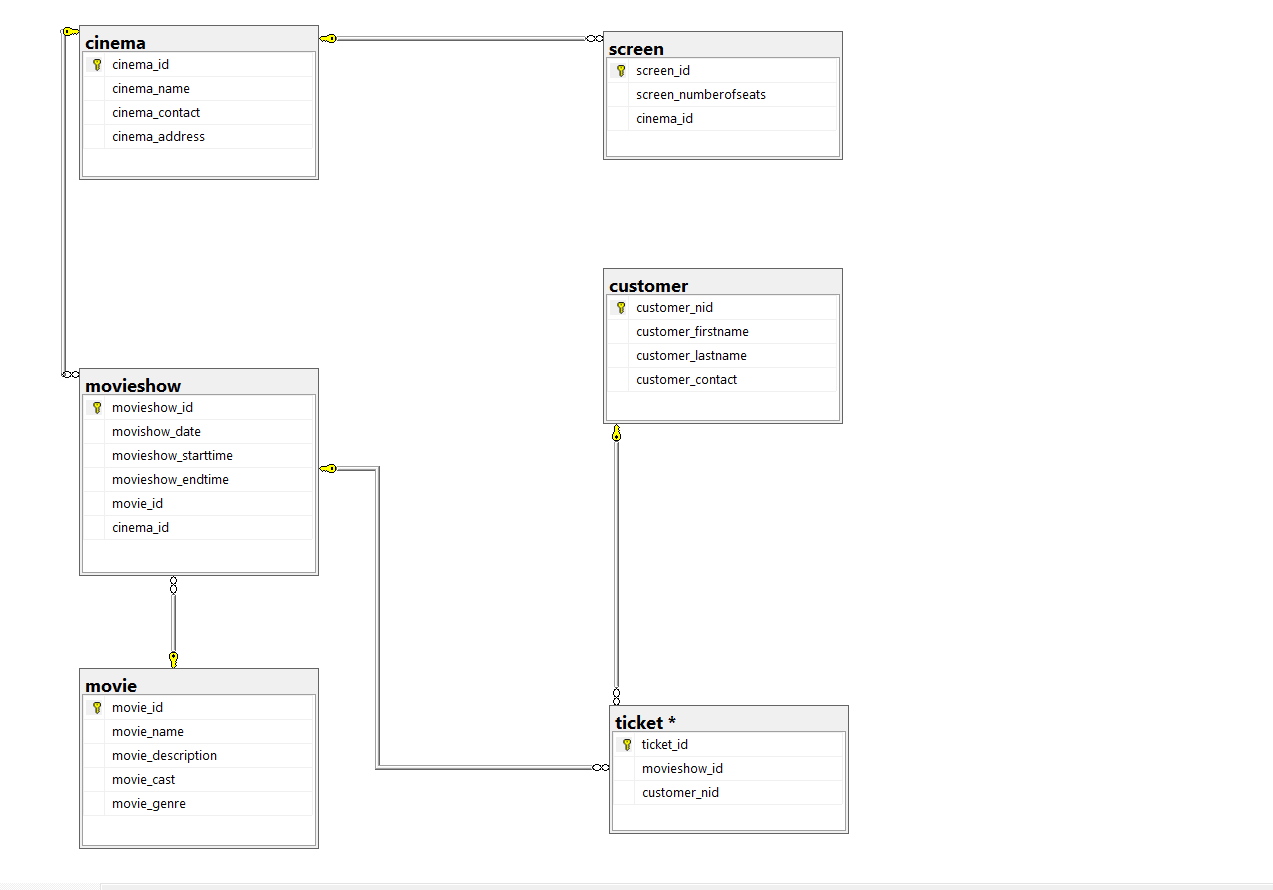 cinema
cinema_id
cinema_name
cinema_contact
cinema_address
screen
screen_id
screen_numberofseats
cinema_id
customer
customer_nid
customer_firstname
customer_lastname
customer_contact
movieshow
movieshow_id
movishow_date
movieshow_starttime
movieshow_endtime
movie_id
cinema_id
movie
movie_id
movie_name
movie_description
movie_cast
movie_genre
ticket *
ticket_id
movieshow_id
customer_nid